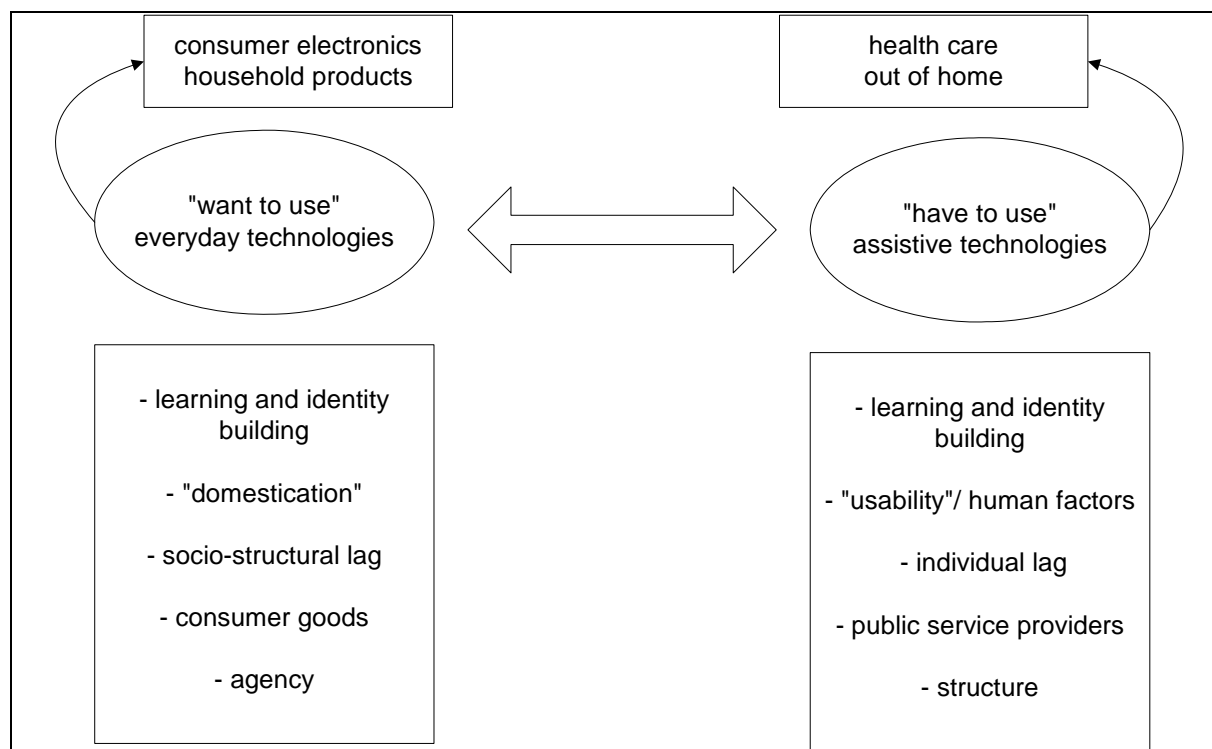 consumer electronics
household products
"want to use"
everyday technologies
- learning and identity
building
- "domestication"
- socio-structural lag
- consumer goods
- agency
health care
out of home
"have to use"
assistive technologies
- learning and identity
building
- "usability"/ human factors
- individual lag
- public service providers
- structure